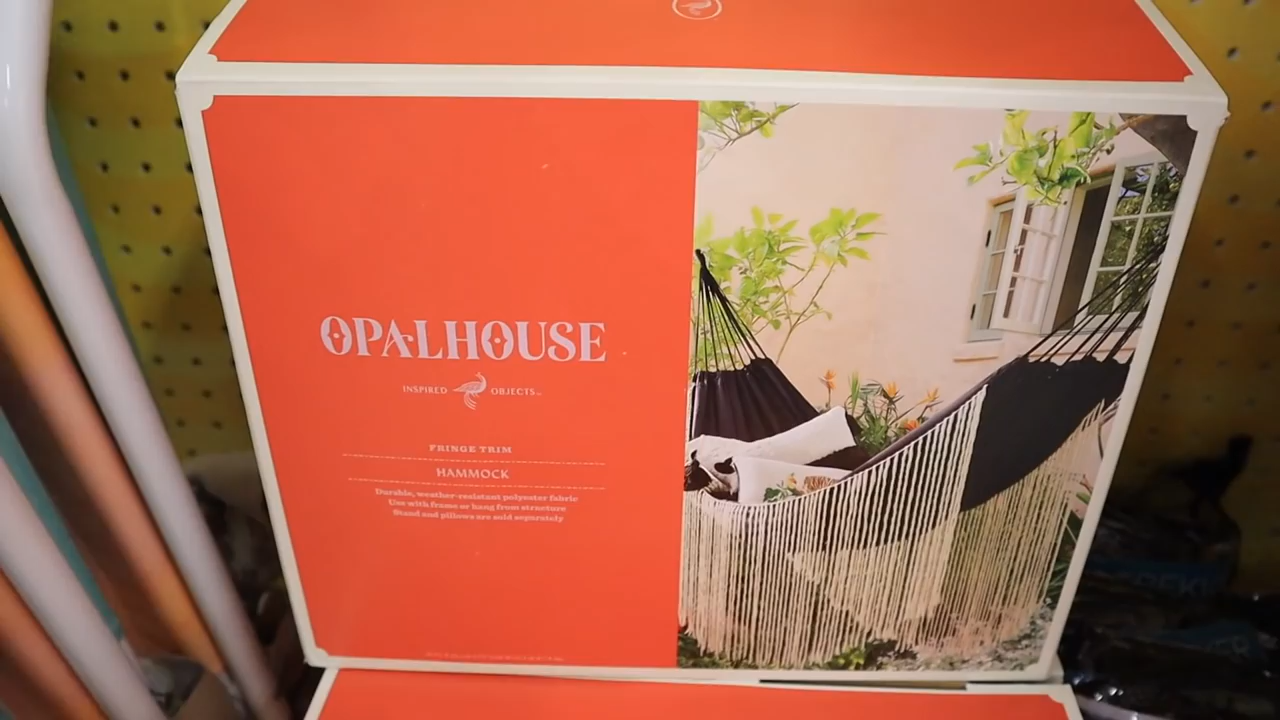 OPALHOUSE
INSPIRED OBJECTS™
FRINGE TRIM
HAMMOCK
Durable, weather-resistant polyester fabric
Use with frame or hang from structure
Stand and pillows are sold separately